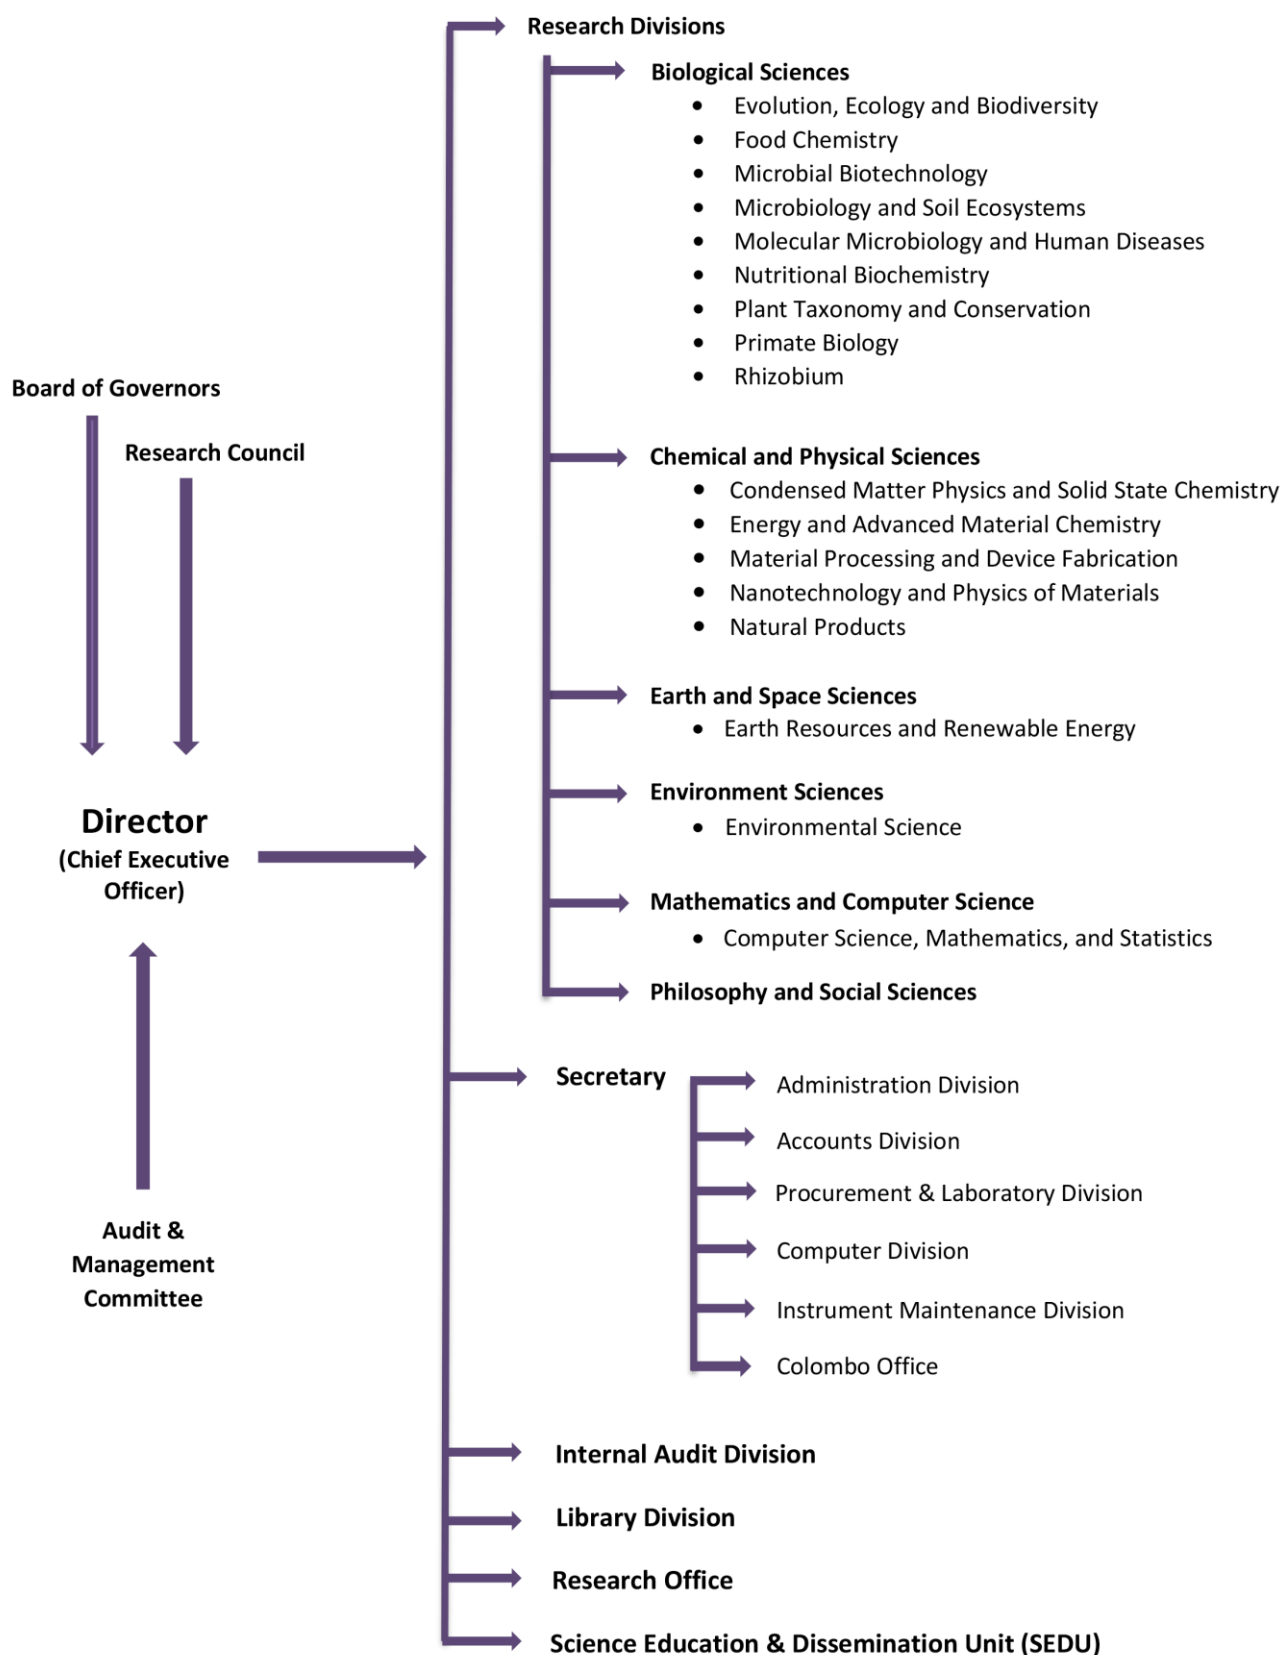 Research Divisions
Biological Sciences
• Evolution, Ecology and Biodiversity
• Food Chemistry
• Microbial Biotechnology
• Microbiology and Soil Ecosystems
• Molecular Microbiology and Human Diseases
• Nutritional Biochemistry
• Plant Taxonomy and Conservation
• Primate Biology
• Rhizobium
Board of Governors
Research Council
Chemical and Physical Sciences
• Condensed Matter Physics and Solid State Chemistry
• Energy and Advanced Material Chemistry
• Material Processing and Device Fabrication
• Nanotechnology and Physics of Materials
• Natural Products
Earth and Space Sciences
• Earth Resources and Renewable Energy
Environment Sciences
• Environmental Science
Director
(Chief Executive
Officer)
Mathematics and Computer Science
• Computer Science, Mathematics, and Statistics
Philosophy and Social Sciences
Secretary
Administration Division
Accounts Division
Procurement & Laboratory Division
Computer Division
Instrument Maintenance Division
Colombo Office
Audit &
Management
Committee
Internal Audit Division
Library Division
Research Office
Science Education & Dissemination Unit (SEDU)